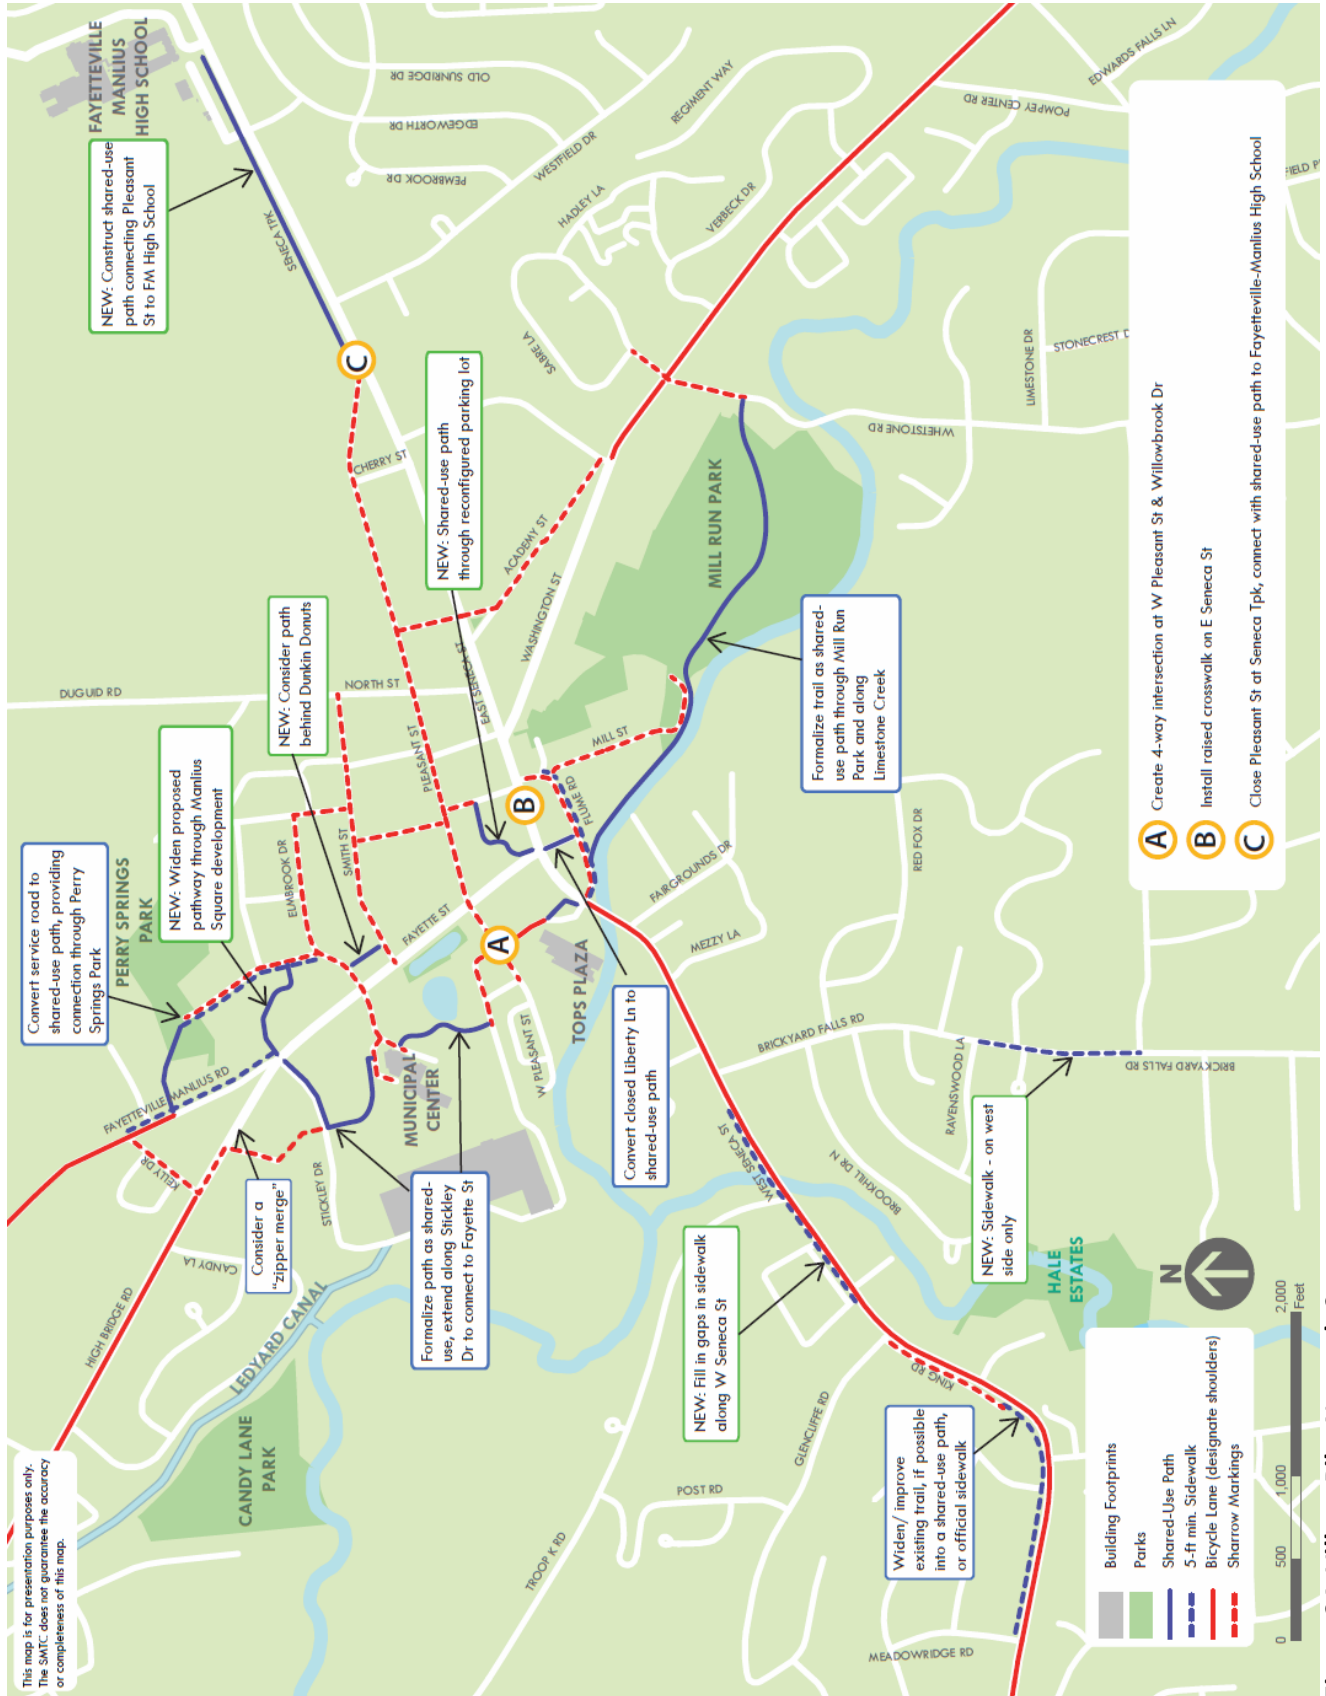 This map is for presentation purposes only.
The SMTC does not guarantee the accuracy
or completeness of this map.
FAYETTEVILLE
MANLIUS
HIGH SCHOOL
NEW: Construct shared-use
path connecting Pleasant
St to FM High School
SENECA TPK
OLD SUNRIDGE DR
EDGEWORTH DR
PEMBROOK DR
WESTFIELD DR
HADLEY LA
REGIMENT WAY
VERBECK DR
SABRE LA
POMPEY CENTER RD
EDWARDS FALLS LN
LIMESTONE DR
STONECREST D
WHETSTONE RD
FIELD P
C
CHERRY ST
NEW: Shared-use path
through reconfigured parking lot
ACADEMY ST
WASHINGTON ST
EAST SENECA ST
MILL RUN PARK
DUGUID RD
NORTH ST
PLEASANT ST
NEW: Consider path
behind Dunkin Donuts
NEW: Widen proposed
pathway through Manlius
Square development
Convert service road to
shared-use path, providing
connection through Perry
Springs Park
PERRY SPRINGS
PARK
ELMBROOK DR
SMITH ST
FAYETTE ST
B
MILL ST
FLUME RD
Formalize trail as shared-
use path through Mill Run
Park and along
Limestone Creek
A
TOPS PLAZA
FAIRGROUNDS DR
MEZZY LA
RED FOX DR
FAYETTEVILLE MANLIUS RD
KELLY DR
MUNICIPAL
CENTER
W PLEASANT ST
Convert closed Liberty Ln to
shared-use path
BRICKYARD FALLS RD
RAVENSWOOD LA
BRICKYARD FALLS RD
Consider a
"zipper merge"
STICKLEY DR
CANDY LA
HIGH BRIDGE RD
LEDYARD CANAL
CANDY LANE
PARK
Formalize path as shared-
use, extend along Stickley
Dr to connect to Fayette St
WEST SENECA ST
BROOKHILL DR N
NEW: Sidewalk - on west
side only
NEW: Fill in gaps in sidewalk
along W Seneca St
HALE
ESTATES
KING RD
GLENCLIFFE RD
POST RD
TROOP K RD
Widen/ improve
existing trail, if possible
into a shared-use path,
or official sidewalk
MEADOWRIDGE RD
A Create 4-way intersection at W Pleasant St & Willowbrook Dr
B Install raised crosswalk on E Seneca St
C Close Pleasant St at Seneca Tpk, connect with shared-use path to Fayetteville-Manlius High School
N
Building Footprints
Parks
Shared-Use Path
5-ft min. Sidewalk
Bicycle Lane (designate shoulders)
Sharrow Markings
0 500 1,000 2,000
Feet